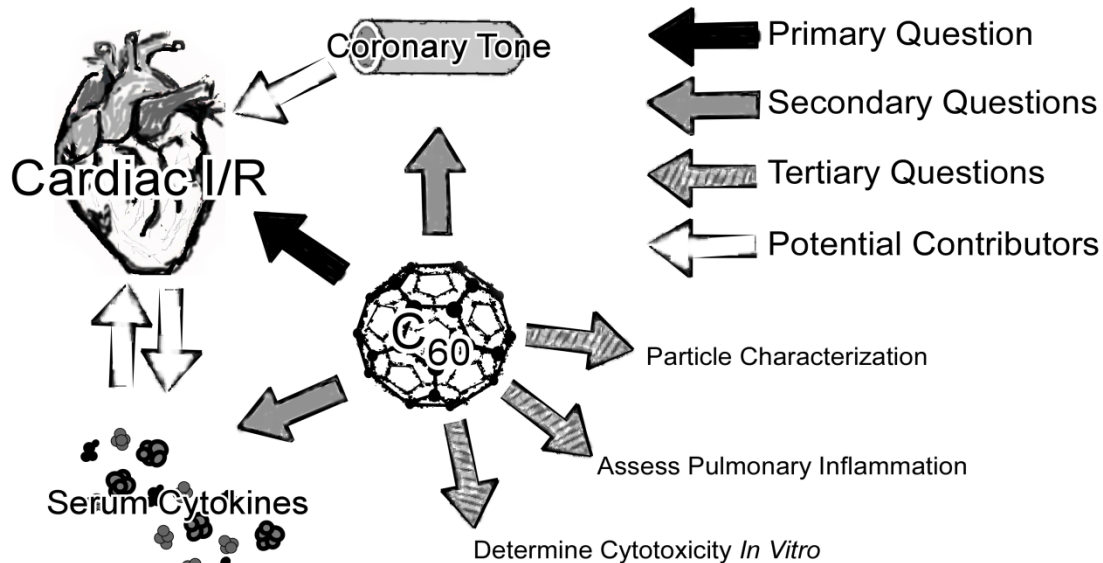 Coronary Tone
Primary Question
Secondary Questions
Cardiac I/R
Tertiary Questions
Potential Contributors
C60
Particle Characterization
Assess Pulmonary Inflammation
Serum Cytokines
Determine Cytotoxicity In Vitro